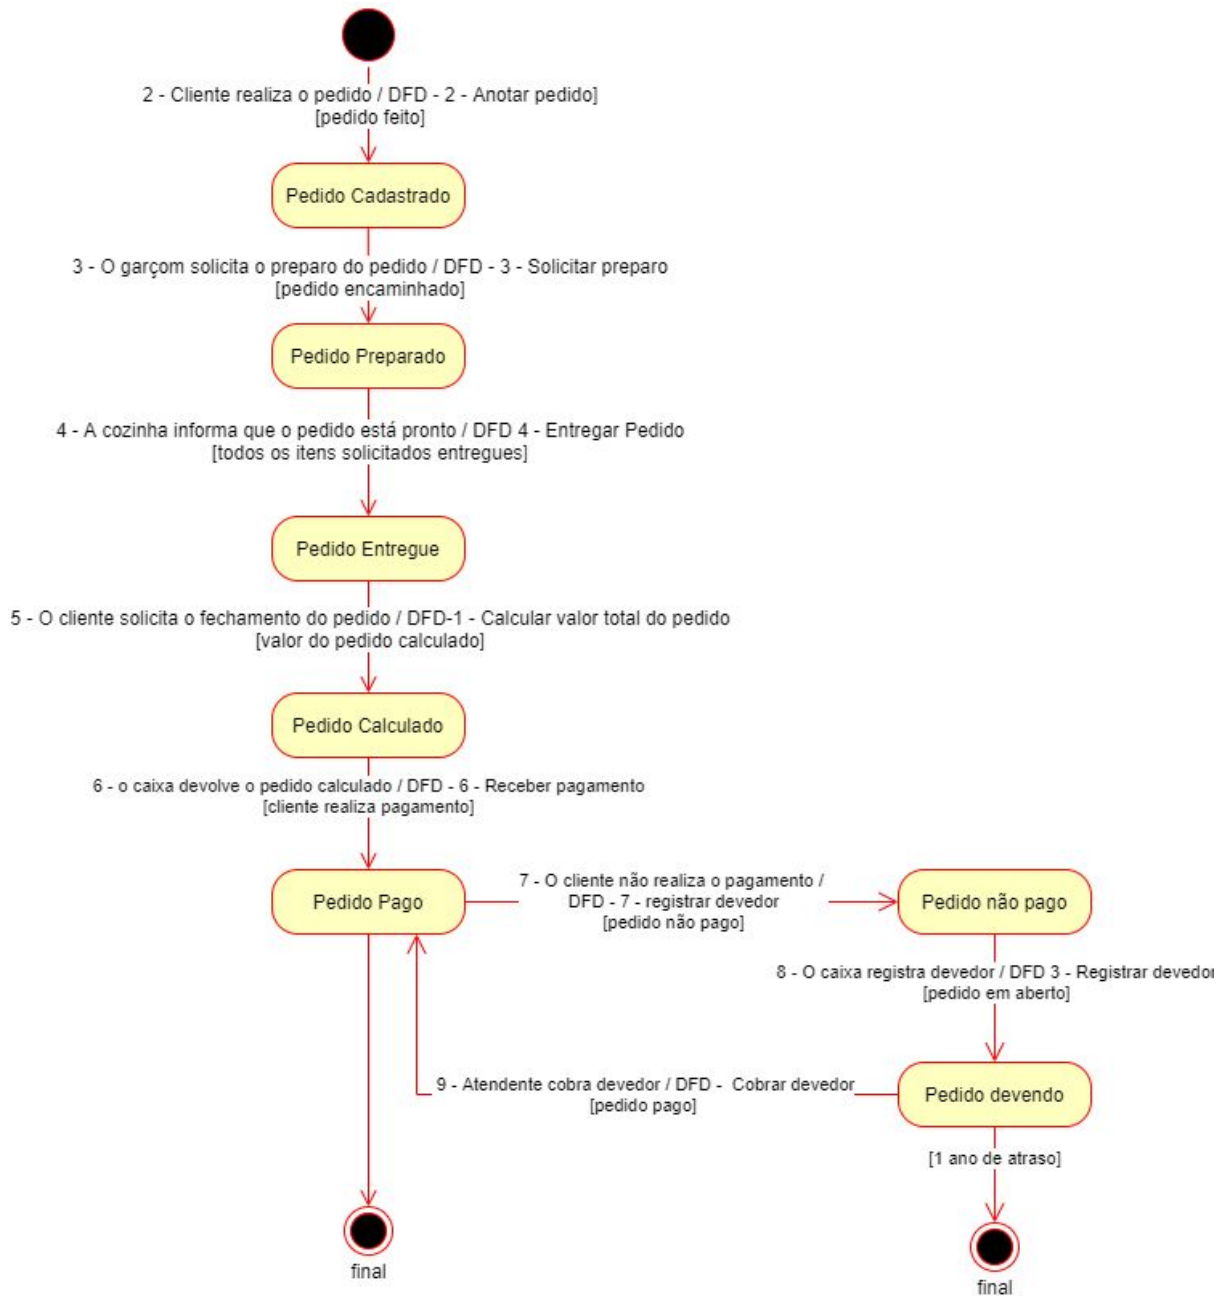 2 - Cliente realiza o pedido / DFD - 2 - Anotar pedido]
[pedido feito]
Pedido Cadastrado
3 - O garçom solicita o preparo do pedido / DFD - 3 - Solicitar preparo
[pedido encaminhado]
Pedido Preparado
4 - A cozinha informa que o pedido está pronto / DFD 4 - Entregar Pedido
[todos os itens solicitados entregues]
Pedido Entregue
5 - O cliente solicita o fechamento do pedido / DFD-1 - Calcular valor total do pedido
[valor do pedido calculado]
Pedido Calculado
6 - o caixa devolve o pedido calculado / DFD - 6 - Receber pagamento
[cliente realiza pagamento]
Pedido Pago
7 - O cliente não realiza o pagamento /
DFD - 7 - registrar devedor
[pedido não pago]
Pedido não pago
8 - O caixa registra devedor / DFD 3 - Registrar devedor
[pedido em aberto]
9 - Atendente cobra devedor / DFD -  Cobrar devedor
[pedido pago]
Pedido devendo
[1 ano de atraso]
final
final